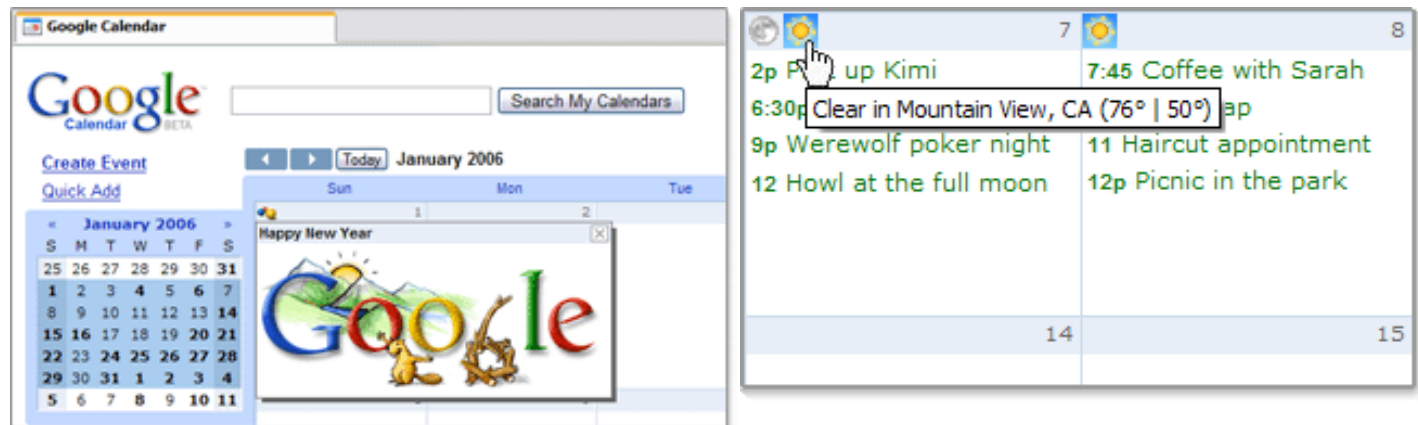 Google Calendar
Google
Calendar BETA
Search My Calendars
Create Event
Quick Add
Today January 2006
Sun Mon Tue
1 2
« January 2006 »
S M T W T F S
25 26 27 28 29 30 31
1 2 3 4 5 6 7
8 9 10 11 12 13 14
15 16 17 18 19 20 21
22 23 24 25 26 27 28
29 30 31 1 2 3 4
5 6 7 8 9 10 11
Happy New Year
Google
7 8
2p P up Kimi
7:45 Coffee with Sarah
6:30p
Clear in Mountain View, CA (76° | 50°)
ap
9p Werewolf poker night
11 Haircut appointment
12 Howl at the full moon
12p Picnic in the park
14 15